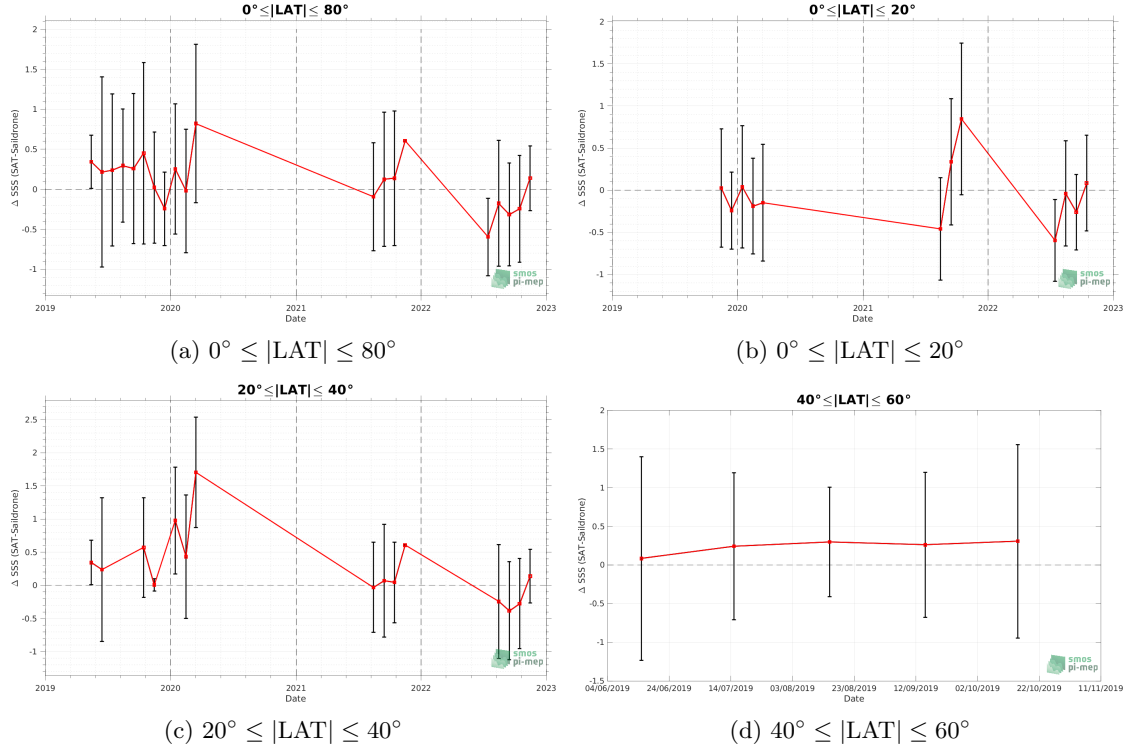 0°≤|LAT|≤ 80°
Δ SSS (SAT-Saildrone)
2
1.5
1
0.5
0
-0.5
-1
2019
2020
2021
2022
2023
Date
smos
pi-mep
(a) 0° ≤ |LAT| ≤ 80°
0°≤|LAT|≤ 20°
Δ SSS (SAT-Saildrone)
2
1.5
1
0.5
0
-0.5
-1
2019
2020
2021
2022
2023
Date
smos
pi-mep
(b) 0° ≤ |LAT| ≤ 20°
20°≤|LAT|≤ 40°
Δ SSS (SAT-Saildrone)
2.5
2
1.5
1
0.5
0
-0.5
-1
2019
2020
2021
2022
2023
Date
smos
pi-mep
(c) 20° ≤ |LAT| ≤ 40°
40°≤|LAT|≤ 60°
Δ SSS (SAT-Saildrone)
2
1.5
1
0.5
0
-0.5
-1
-1.5
04/06/2019
24/06/2019
14/07/2019
03/08/2019
23/08/2019
12/09/2019
02/10/2019
22/10/2019
11/11/2019
Date
smos
pi-mep
(d) 40° ≤ |LAT| ≤ 60°